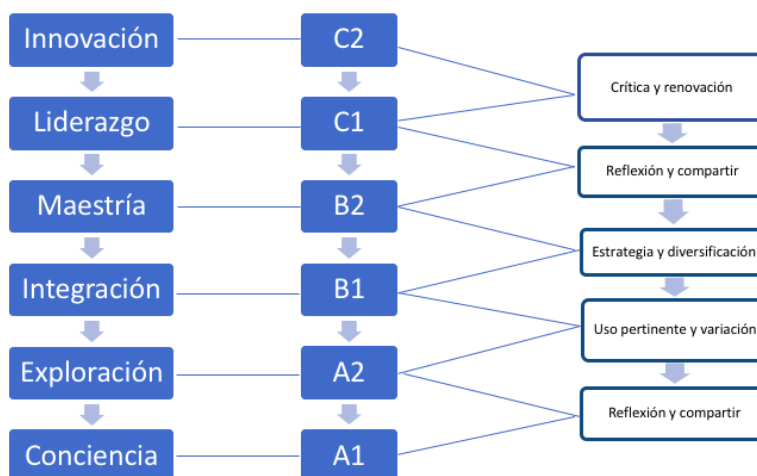 Innovación
C2
Crítica y renovación
Liderazgo
C1
Reflexión y compartir
Maestría
B2
Estrategia y diversificación
Integración
B1
Uso pertinente y variación
Exploración
A2
Reflexión y compartir
Conciencia
A1